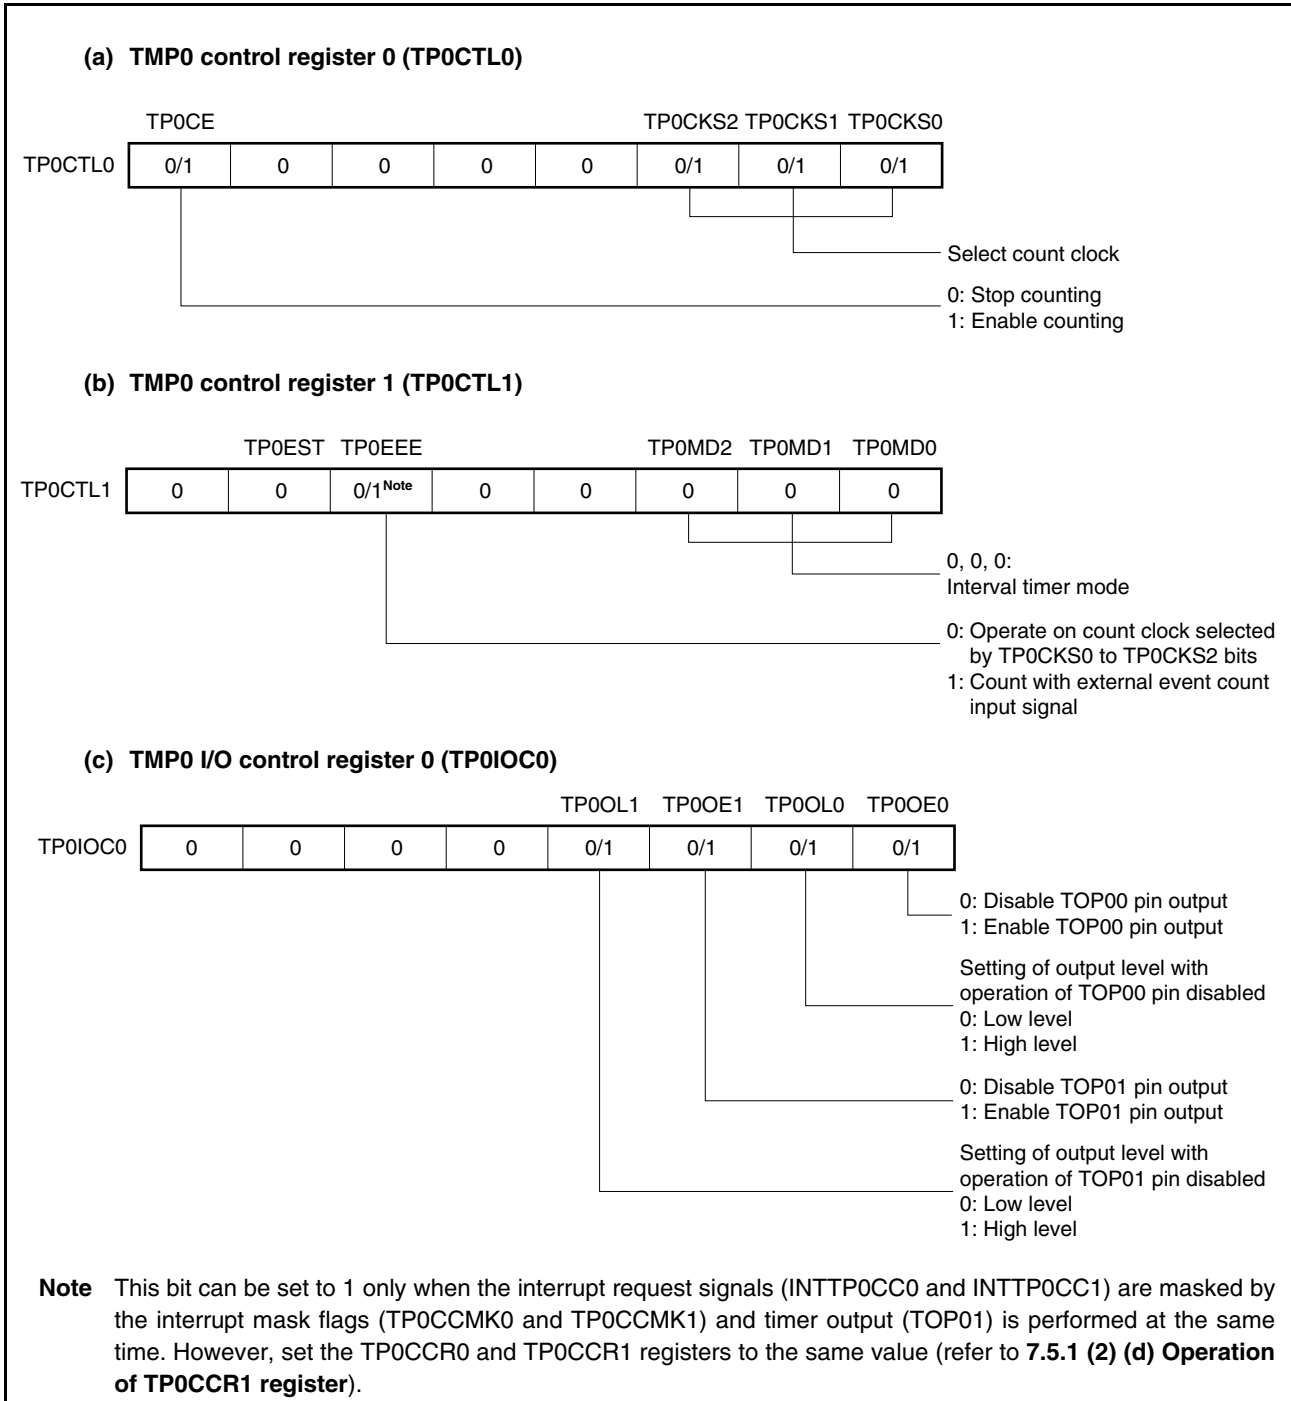 (a) TMP0 control register 0 (TP0CTL0)
TP0CE TP0CKS2 TP0CKS1 TP0CKS0
TP0CTL0 0/1 0 0 0 0 0/1 0/1 0/1
Select count clock
0: Stop counting
1: Enable counting
(b) TMP0 control register 1 (TP0CTL1)
TP0EST TP0EEE TP0MD2 TP0MD1 TP0MD0
TP0CTL1 0 0 0/1Note 0 0 0 0 0
0, 0, 0:
Interval timer mode
0: Operate on count clock selected
by TP0CKS0 to TP0CKS2 bits
1: Count with external event count
input signal
(c) TMP0 I/O control register 0 (TP0IOC0)
TP0OL1 TP0OE1 TP0OL0 TP0OE0
TP0IOC0 0 0 0 0 0/1 0/1 0/1 0/1
0: Disable TOP00 pin output
1: Enable TOP00 pin output
Setting of output level with
operation of TOP00 pin disabled
0: Low level
1: High level
0: Disable TOP01 pin output
1: Enable TOP01 pin output
Setting of output level with
operation of TOP01 pin disabled
0: Low level
1: High level
Note This bit can be set to 1 only when the interrupt request signals (INTTP0CC0 and INTTP0CC1) are masked by
the interrupt mask flags (TP0CCMK0 and TP0CCMK1) and timer output (TOP01) is performed at the same
time. However, set the TP0CCR0 and TP0CCR1 registers to the same value (refer to 7.5.1 (2) (d) Operation
of TP0CCR1 register).